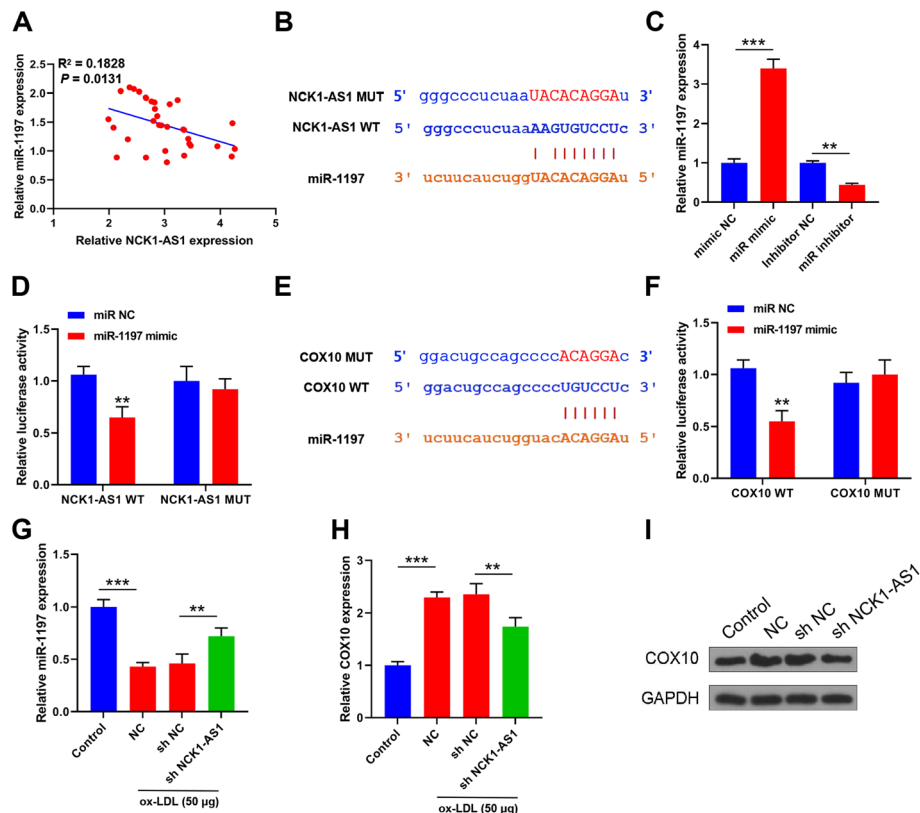 A
R² = 0.1828
P = 0.0131
Relative miR-1197 expression
2.5
2.0
1.5
1.0
0.5
0.0
1 2 3 4 5
Relative NCK1-AS1 expression
B
NCK1-AS1 MUT 5' gggcccucuaaUACACAGGAu 3'
NCK1-AS1 WT 5' gggcccucuaaAAGUGUCCUc 3'
miR-1197 3' ucuucaucuggUACACAGGAu 5'
C
Relative miR-1197 expression
4
3
2
1
0
*** **
mimic NC miR mimic Inhibitor NC miR inhibitor
D
miR NC
miR-1197 mimic
Relative luciferase activity
1.5
1.0
0.5
0.0
**
NCK1-AS1 WT NCK1-AS1 MUT
E
COX10 MUT 5' ggacugccagccccACAGGAc 3'
COX10 WT 5' ggacugccagccccUGUCCUc 3'
miR-1197 3' ucuucaucugguacACAGGAu 5'
F
miR NC
miR-1197 mimic
Relative luciferase activity
1.5
1.0
0.5
0.0
**
COX10 WT COX10 MUT
G
Relative miR-1197 expression
1.5
1.0
0.5
0.0
*** **
Control NC sh NC sh NCK1-AS1
ox-LDL (50 µg)
H
Relative COX10 expression
3
2
1
0
*** **
Control NC sh NC sh NCK1-AS1
ox-LDL (50 µg)
I
Control NC sh NC sh NCK1-AS1
COX10
GAPDH